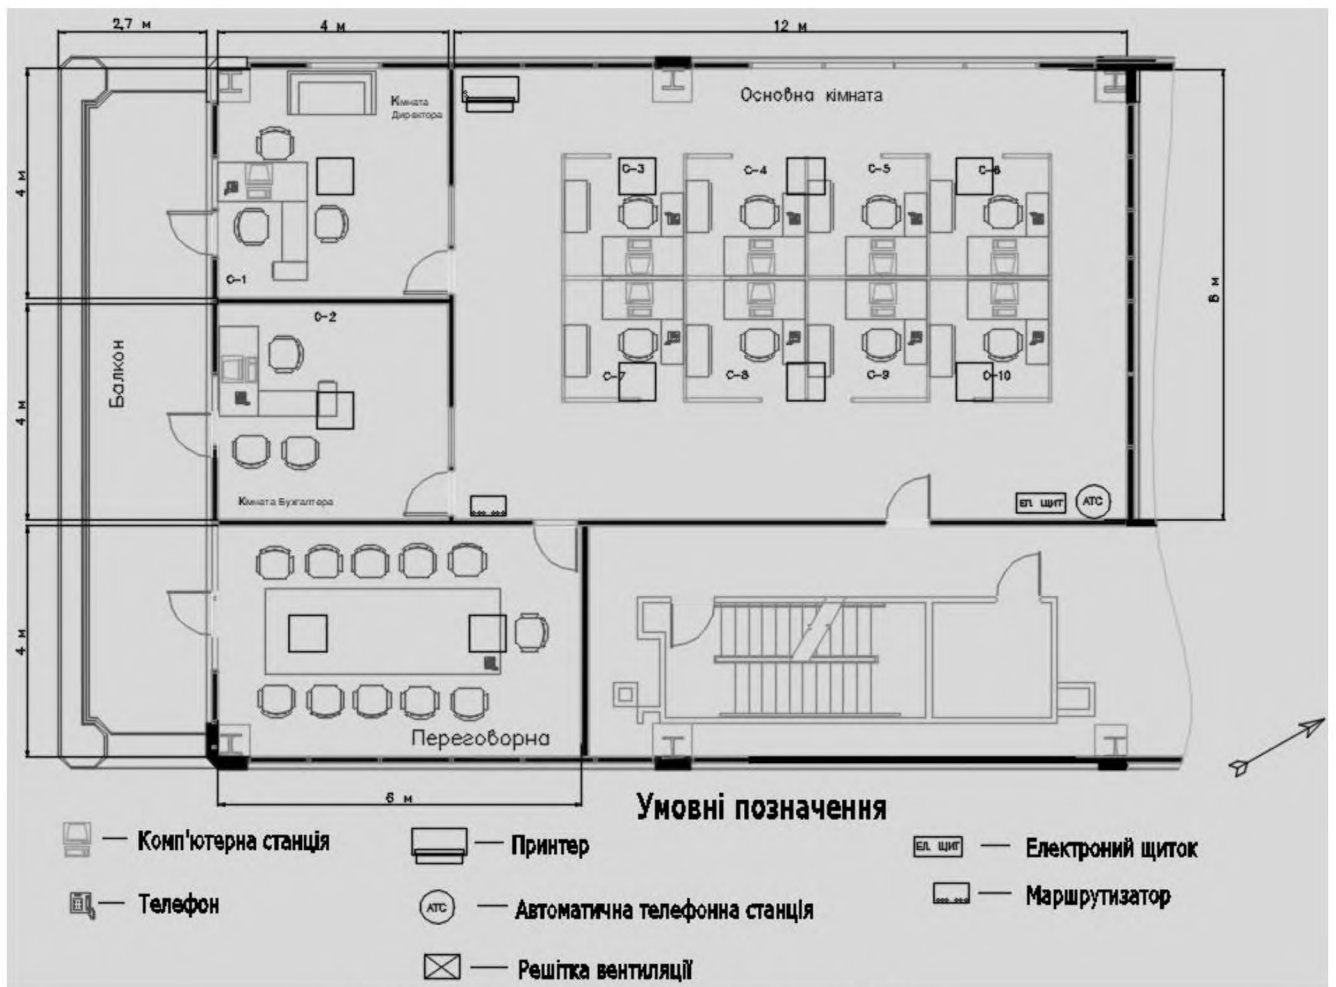 2,7 м
4 м
12 м
Кімната
Директора
Основна кімната
4 м
С-3
С-4
С-5
С-6
С-1
8 м
О-2
Балкон
С-7
С-8
С-9
С-10
4 м
Кімната Бухгалтера
ЕЛ. ЩИТ
АТС
4 м
Переговорна
6 м
Умовні позначення
Комп'ютерна станція
Принтер
ЕЛ. ЩИТ
Електроний щиток
Телефон
АТС
Автоматична телефонна станція
Маршрутизатор
Решітка вентиляції